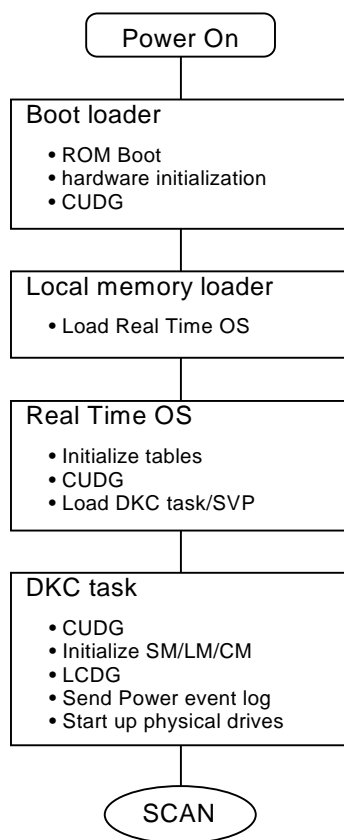 Power On
Boot loader
• ROM Boot
• hardware initialization
• CUDG
Local memory loader
• Load Real Time OS
Real Time OS
• Initialize tables
• CUDG
• Load DKC task/SVP
DKC task
• CUDG
• Initialize SM/LM/CM
• LCDG
• Send Power event log
• Start up physical drives
SCAN